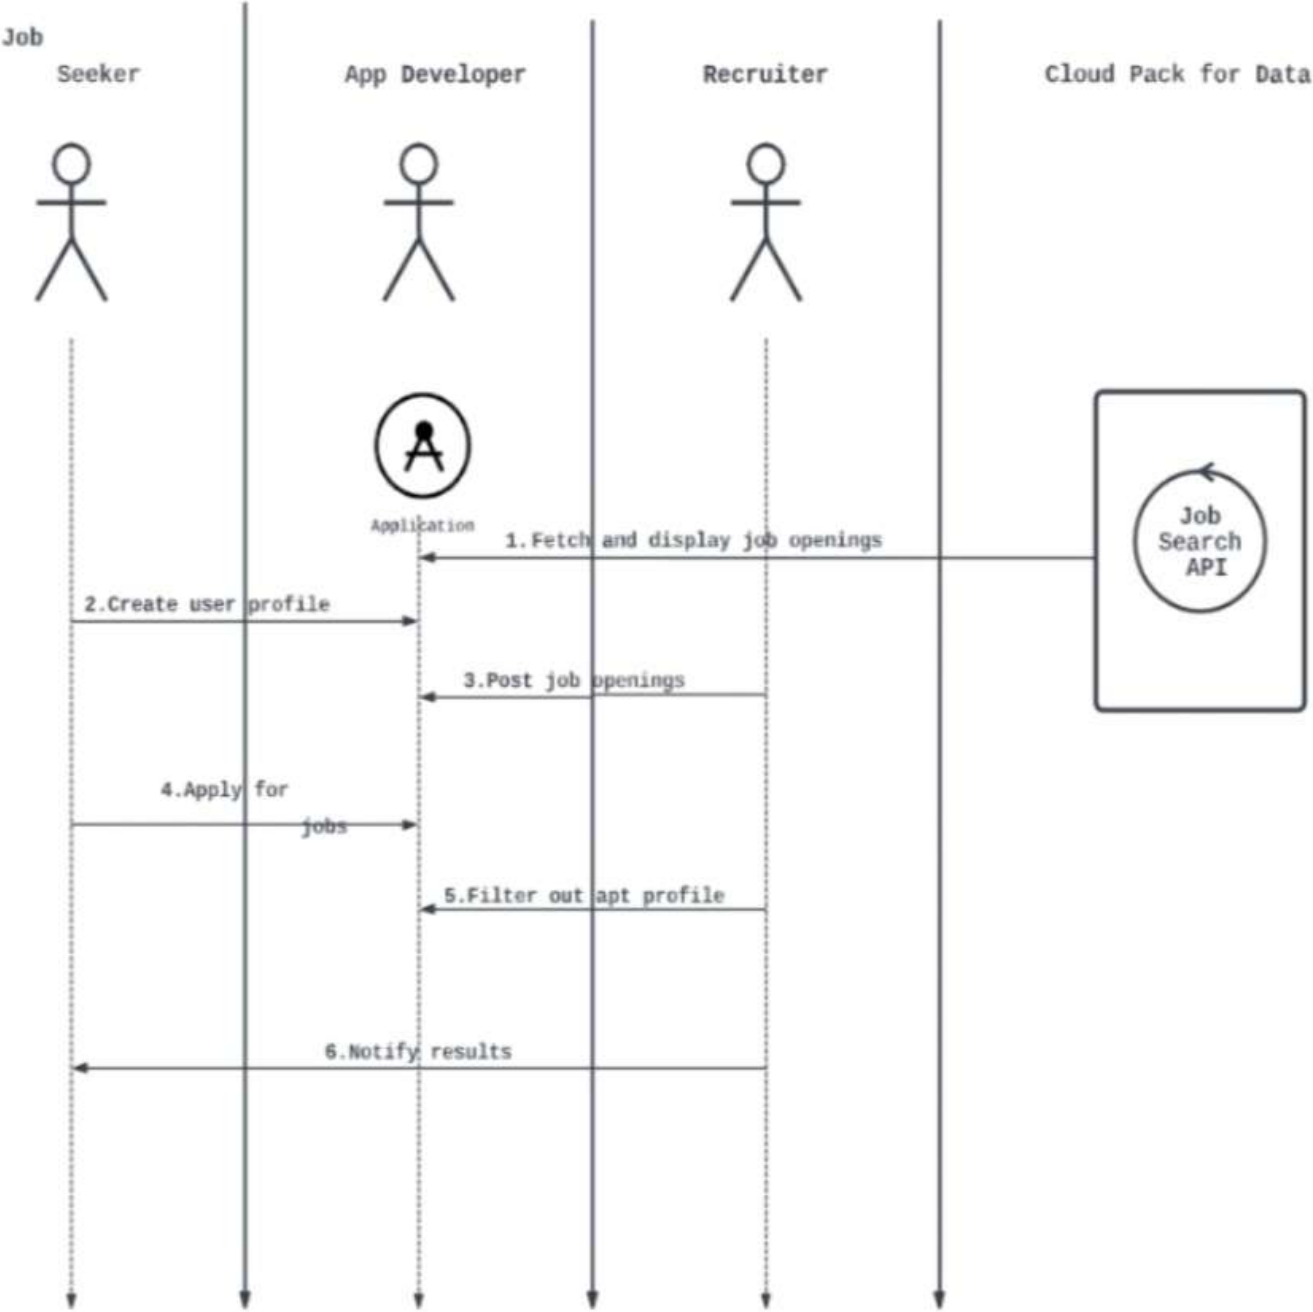 Job
Seeker
App Developer
Recruiter
Cloud Pack for Data
Application
Job
Search
API
1.Fetch and display job openings
2.Create user profile
3.Post job openings
4.Apply for
jobs
5.Filter out apt profile
6.Notify results